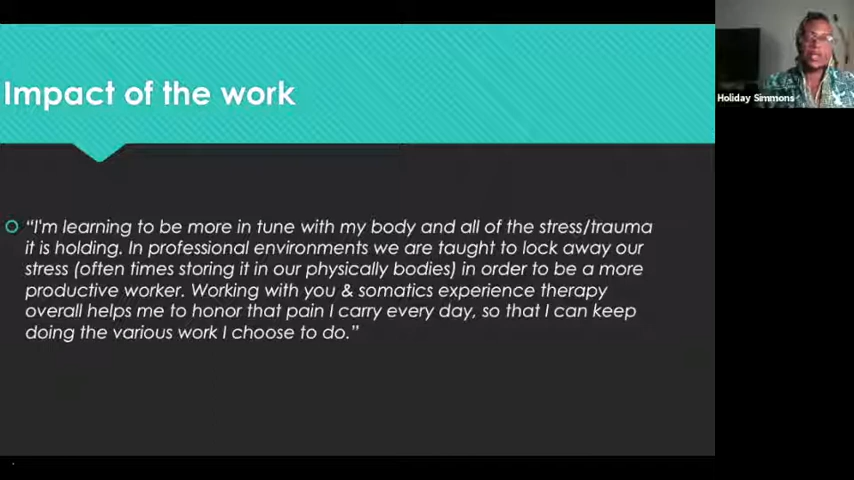 Impact of the work
Holiday Simmons
“I'm learning to be more in tune with my body and all of the stress/trauma
it is holding. In professional environments we are taught to lock away our
stress (often times storing it in our physically bodies) in order to be a more
productive worker. Working with you & somatics experience therapy
overall helps me to honor that pain I carry every day, so that I can keep
doing the various work I choose to do.”